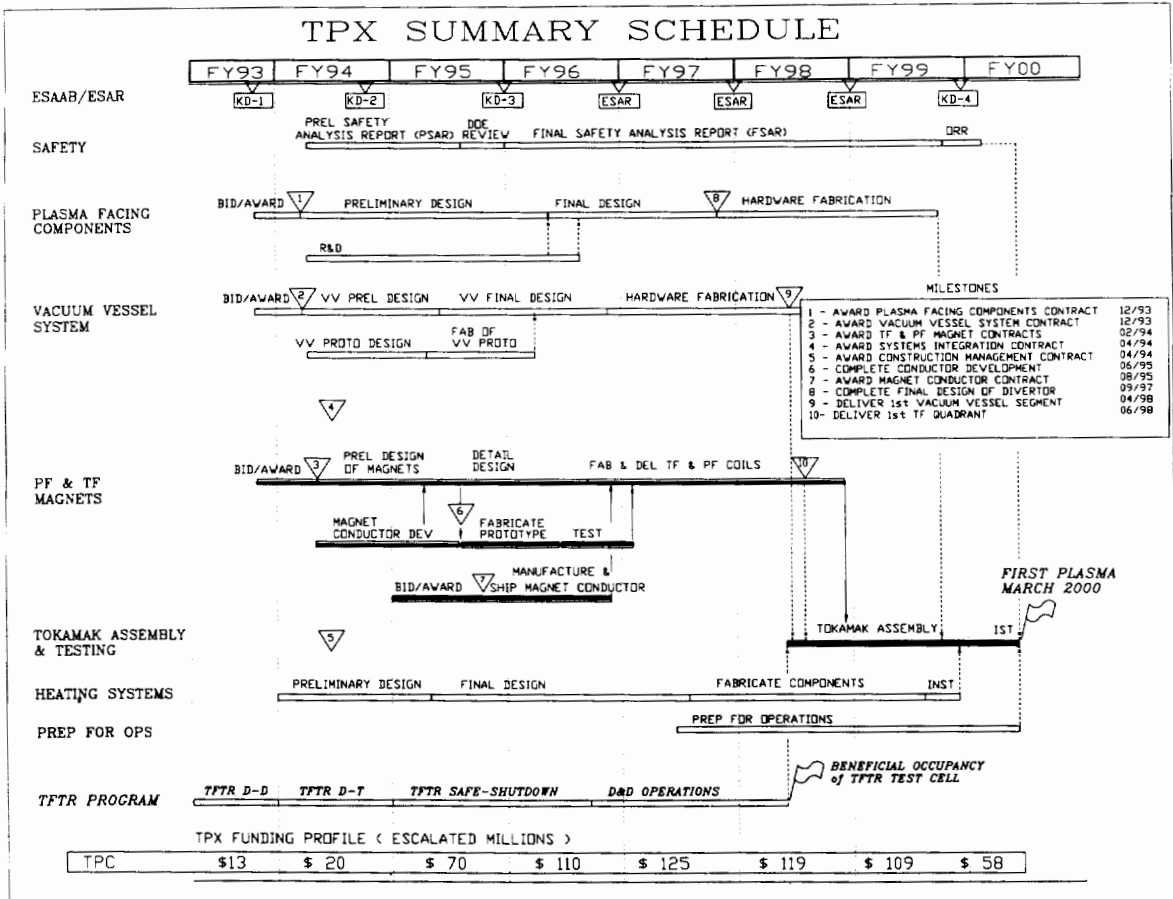 TPX SUMMARY SCHEDULE
FY93 FY94 FY95 FY96 FY97 FY98 FY99 FY00
ESAAB/ESAR
KD-1 KD-2 KD-3 ESAR ESAR ESAR KD-4
SAFETY
PREL SAFETY
ANALYSIS REPORT (PSAR)
DOE
REVIEW
FINAL SAFETY ANALYSIS REPORT (FSAR)
ORR
PLASMA FACING
COMPONENTS
BID/AWARD 1 PRELIMINARY DESIGN FINAL DESIGN 8 HARDWARE FABRICATION
R&D
VACUUM VESSEL
SYSTEM
BID/AWARD 2 VV PREL DESIGN VV FINAL DESIGN HARDWARE FABRICATION 9
VV PROTO DESIGN
FAB OF
VV PROTO
MILESTONES
1 - AWARD PLASMA FACING COMPONENTS CONTRACT 12/93
2 - AWARD VACUUM VESSEL SYSTEM CONTRACT 12/93
3 - AWARD TF & PF MAGNET CONTRACTS 02/94
4 - AWARD SYSTEMS INTEGRATION CONTRACT 04/94
5 - AWARD CONSTRUCTION MANAGEMENT CONTRACT 04/94
6 - COMPLETE CONDUCTOR DEVELOPMENT 06/95
7 - AWARD MAGNET CONDUCTOR CONTRACT 08/95
8 - COMPLETE FINAL DESIGN OF DIVERTOR 09/97
9 - DELIVER 1st VACUUM VESSEL SEGMENT 04/98
10- DELIVER 1st TF QUADRANT 06/98
4
PF & TF
MAGNETS
BID/AWARD 3
PREL DESIGN
OF MAGNETS
DETAIL
DESIGN
FAB & DEL TF & PF COILS 10
MAGNET
CONDUCTOR DEV
6
FABRICATE
PROTOTYPE
TEST
BID/AWARD 7
MANUFACTURE &
SHIP MAGNET CONDUCTOR
FIRST PLASMA
MARCH 2000
TOKAMAK ASSEMBLY
& TESTING
5
TOKAMAK ASSEMBLY IST
HEATING SYSTEMS
PRELIMINARY DESIGN FINAL DESIGN FABRICATE COMPONENTS INST
PREP FOR OPS
PREP FOR OPERATIONS
BENEFICIAL OCCUPANCY
of TFTR TEST CELL
TFTR PROGRAM
TFTR D-D TFTR D-T TFTR SAFE-SHUTDOWN D&D OPERATIONS
TPX FUNDING PROFILE ( ESCALATED MILLIONS )
TPC $13 $ 20 $ 70 $ 110 $ 125 $ 119 $ 109 $ 58